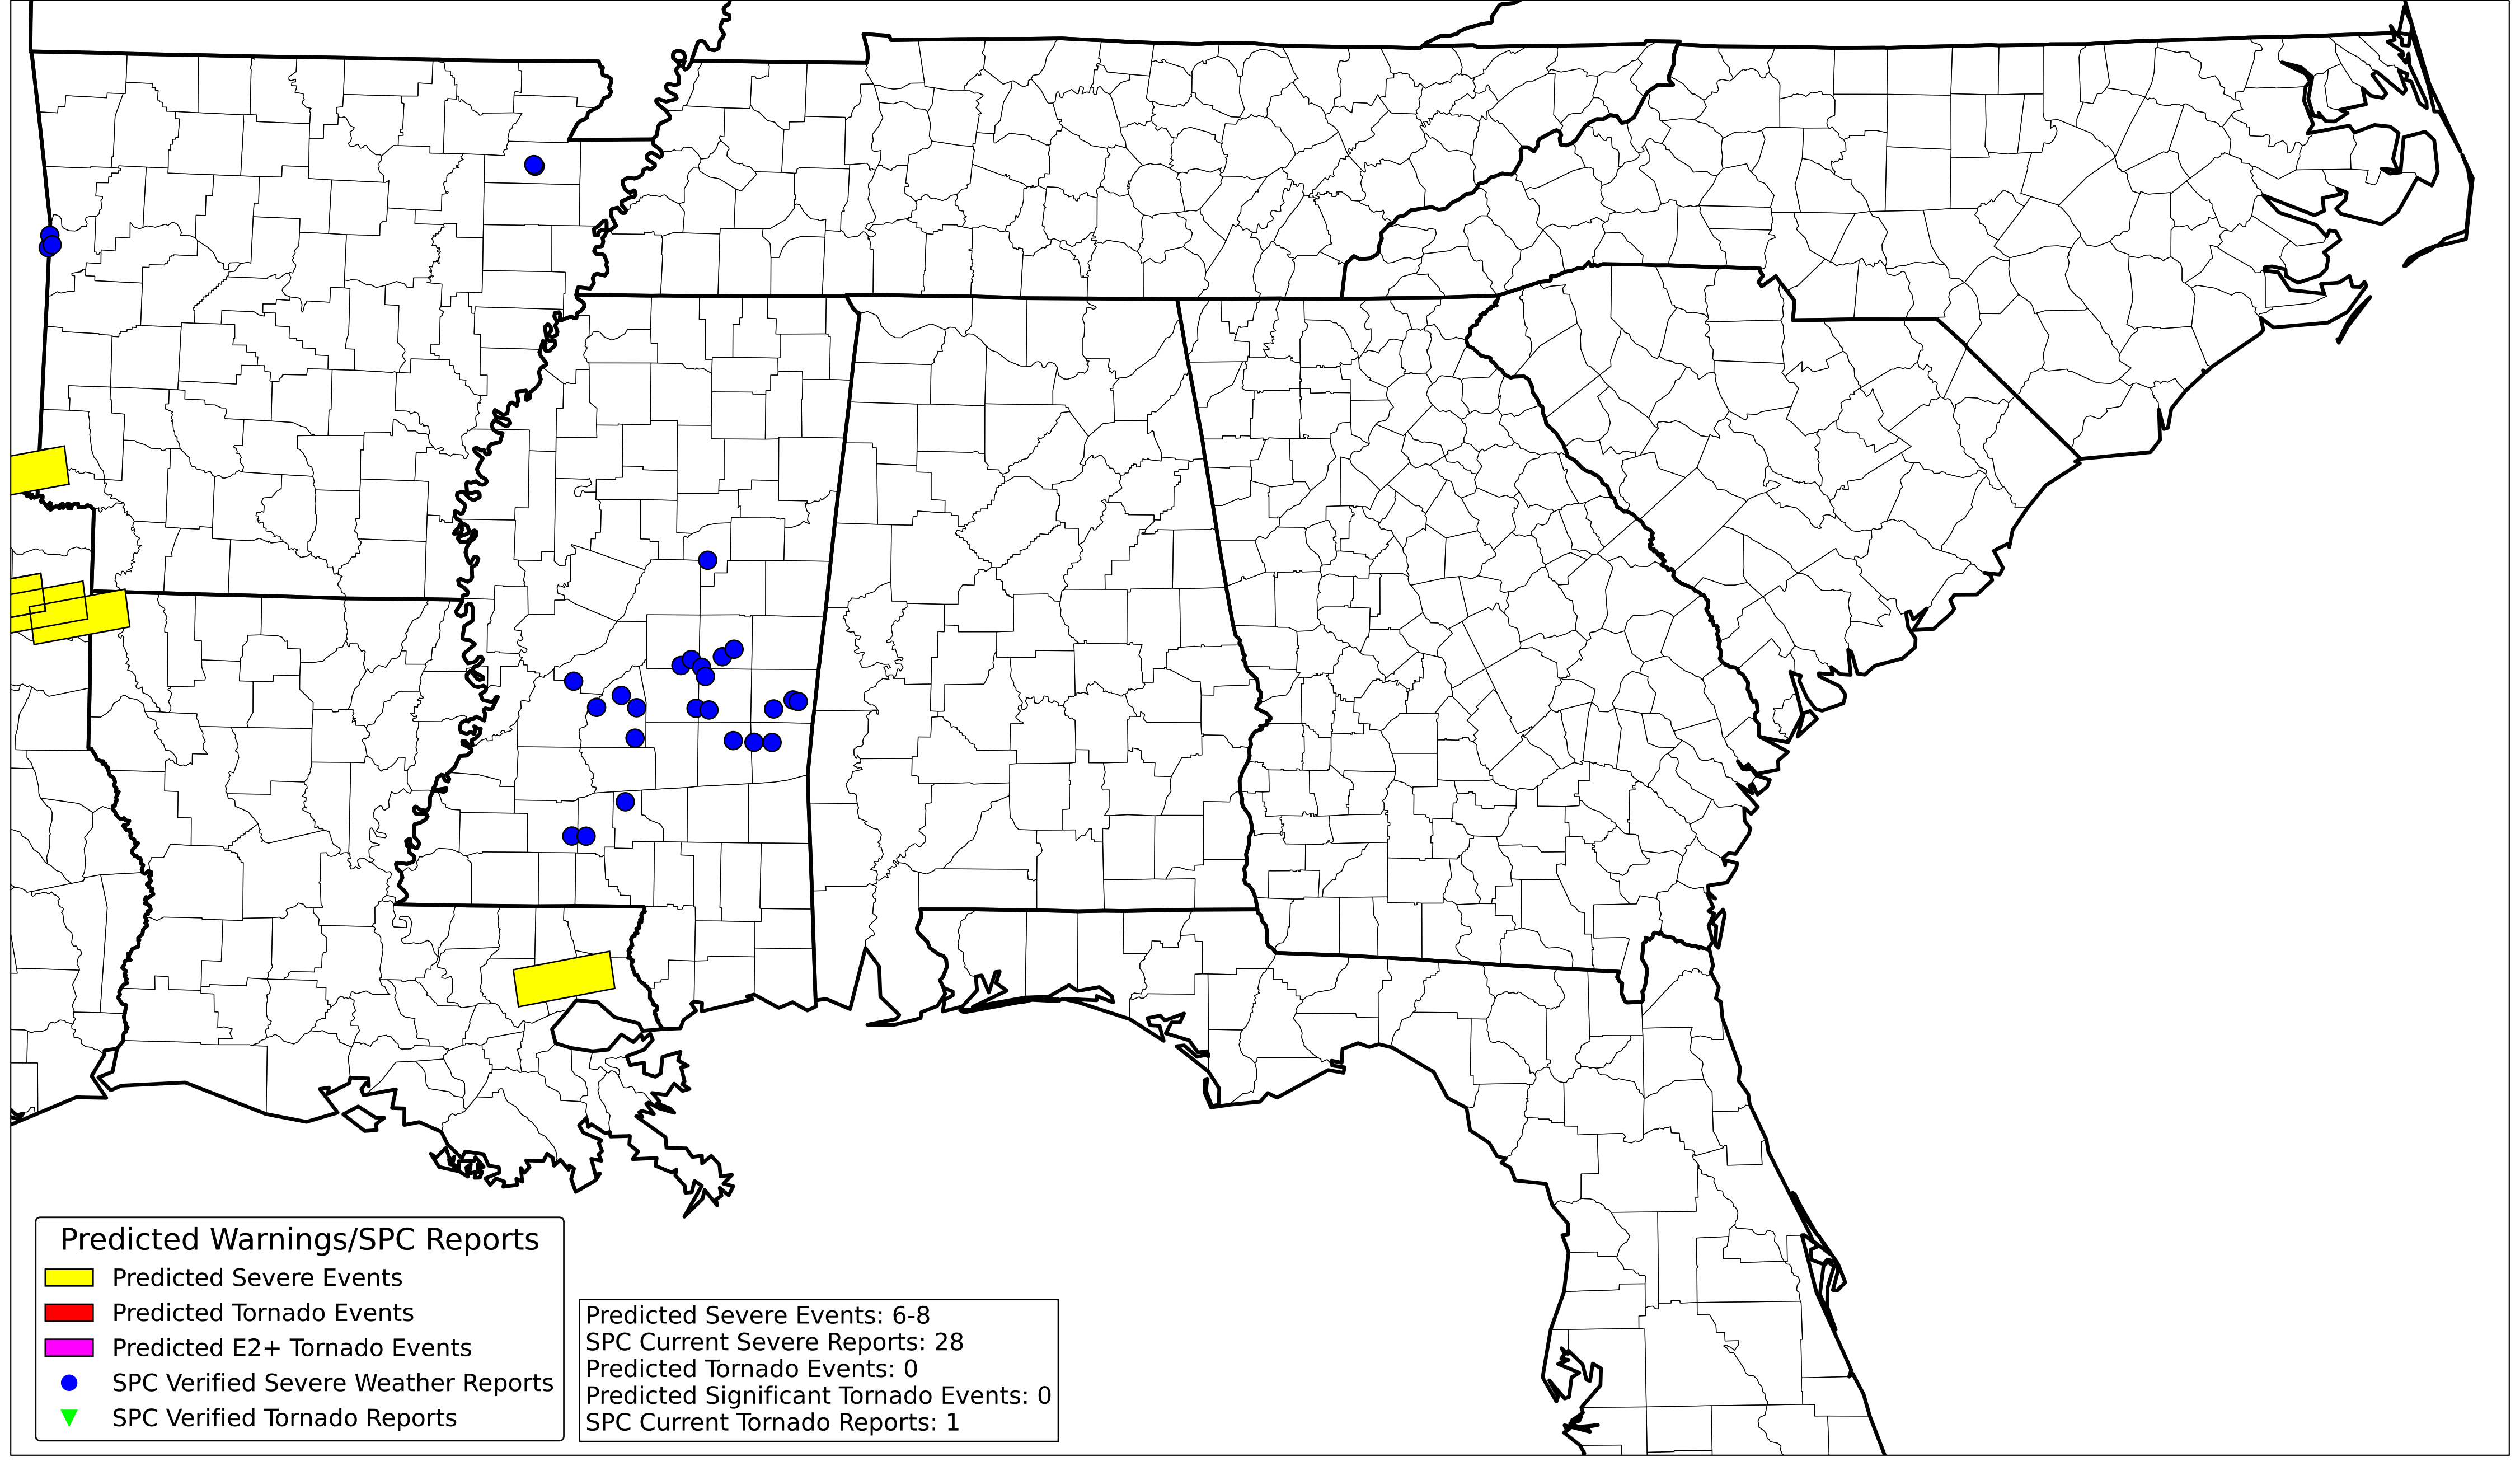 Predicted Warnings/SPC Reports
Predicted Severe Events
Predicted Tornado Events
Predicted E2+ Tornado Events
SPC Verified Severe Weather Reports
SPC Verified Tornado Reports
Predicted Severe Events: 6-8
SPC Current Severe Reports: 28
Predicted Tornado Events: 0
Predicted Significant Tornado Events: 0
SPC Current Tornado Reports: 1